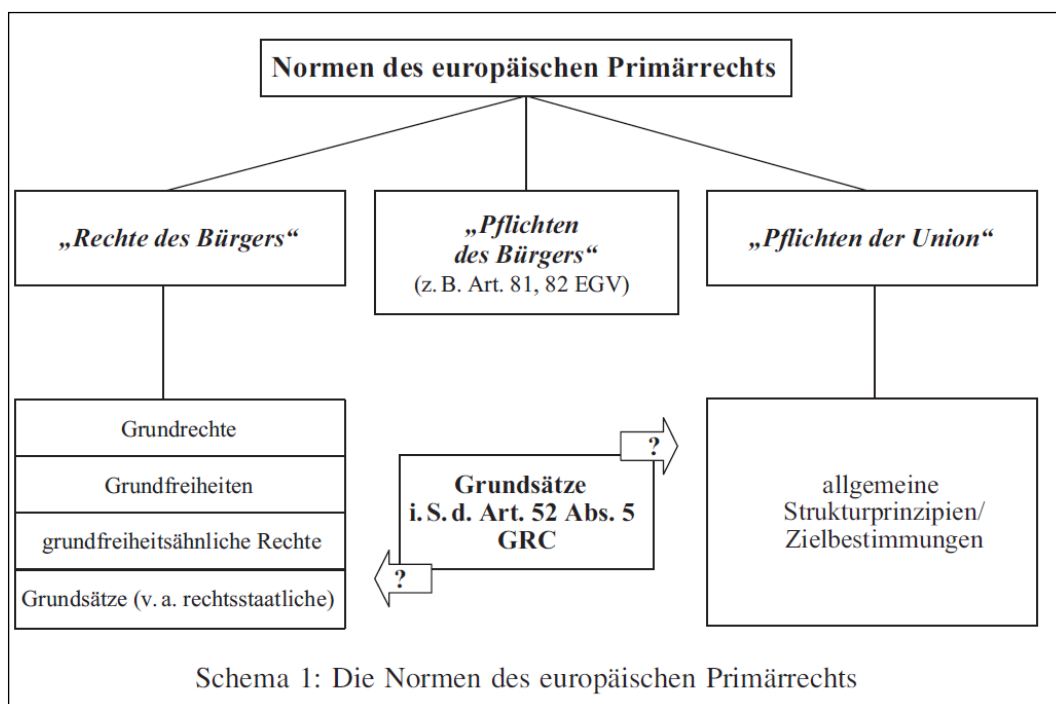 Normen des europäischen Primärrechts
„Rechte des Bürgers“
„Pflichten
des Bürgers“
(z. B. Art. 81, 82 EGV)
„Pflichten der Union“
Grundrechte
Grundfreiheiten
grundfreiheitsähnliche Rechte
Grundsätze (v. a. rechtsstaatliche)
?
Grundsätze
i. S. d. Art. 52 Abs. 5
GRC
?
allgemeine
Strukturprinzipien/
Zielbestimmungen
Schema 1: Die Normen des europäischen Primärrechts